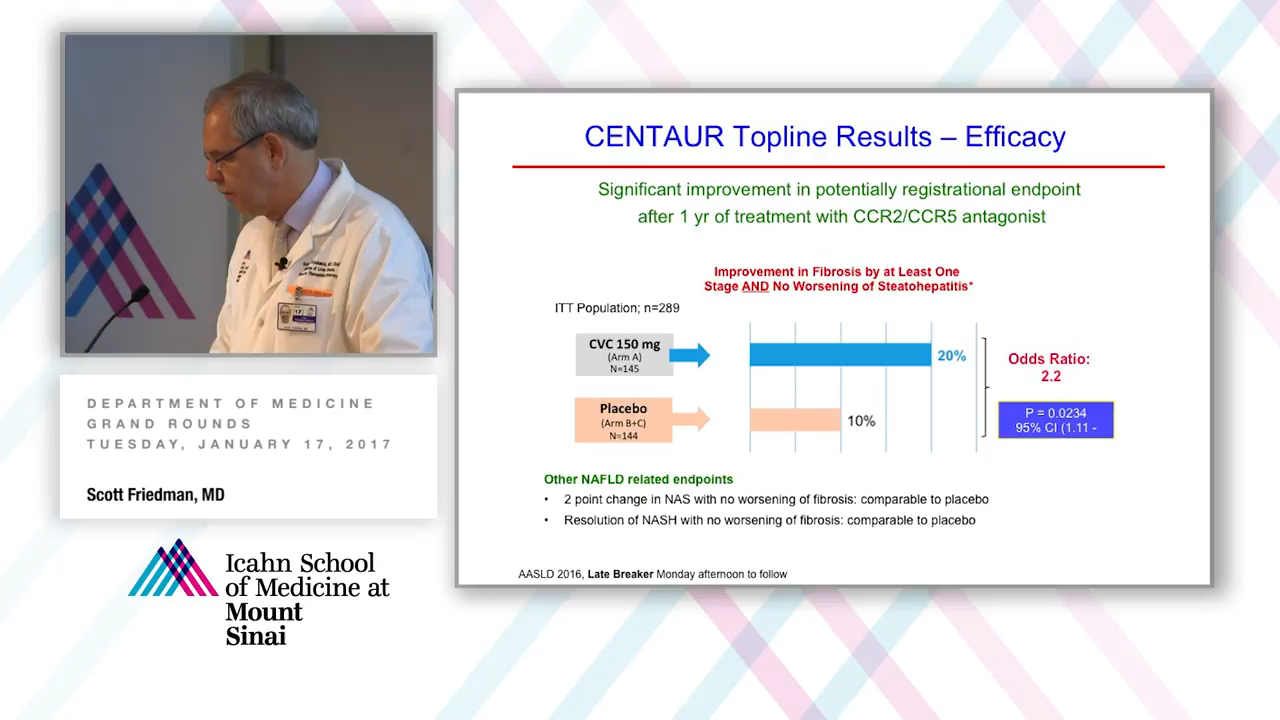 DEPARTMENT OF MEDICINE
GRAND ROUNDS
TUESDAY, JANUARY 17, 2017
Scott Friedman, MD
Icahn School
of Medicine at
Mount
Sinai
CENTAUR Topline Results – Efficacy
Significant improvement in potentially registrational endpoint
after 1 yr of treatment with CCR2/CCR5 antagonist
Improvement in Fibrosis by at Least One
Stage AND No Worsening of Steatohepatitis*
ITT Population; n=289
CVC 150 mg
(Arm A)
N=145
20%
Placebo
(Arm B+C)
N=144
10%
Odds Ratio:
2.2
P = 0.0234
95% CI (1.11 -
Other NAFLD related endpoints
• 2 point change in NAS with no worsening of fibrosis: comparable to placebo
• Resolution of NASH with no worsening of fibrosis: comparable to placebo
AASLD 2016, Late Breaker Monday afternoon to follow